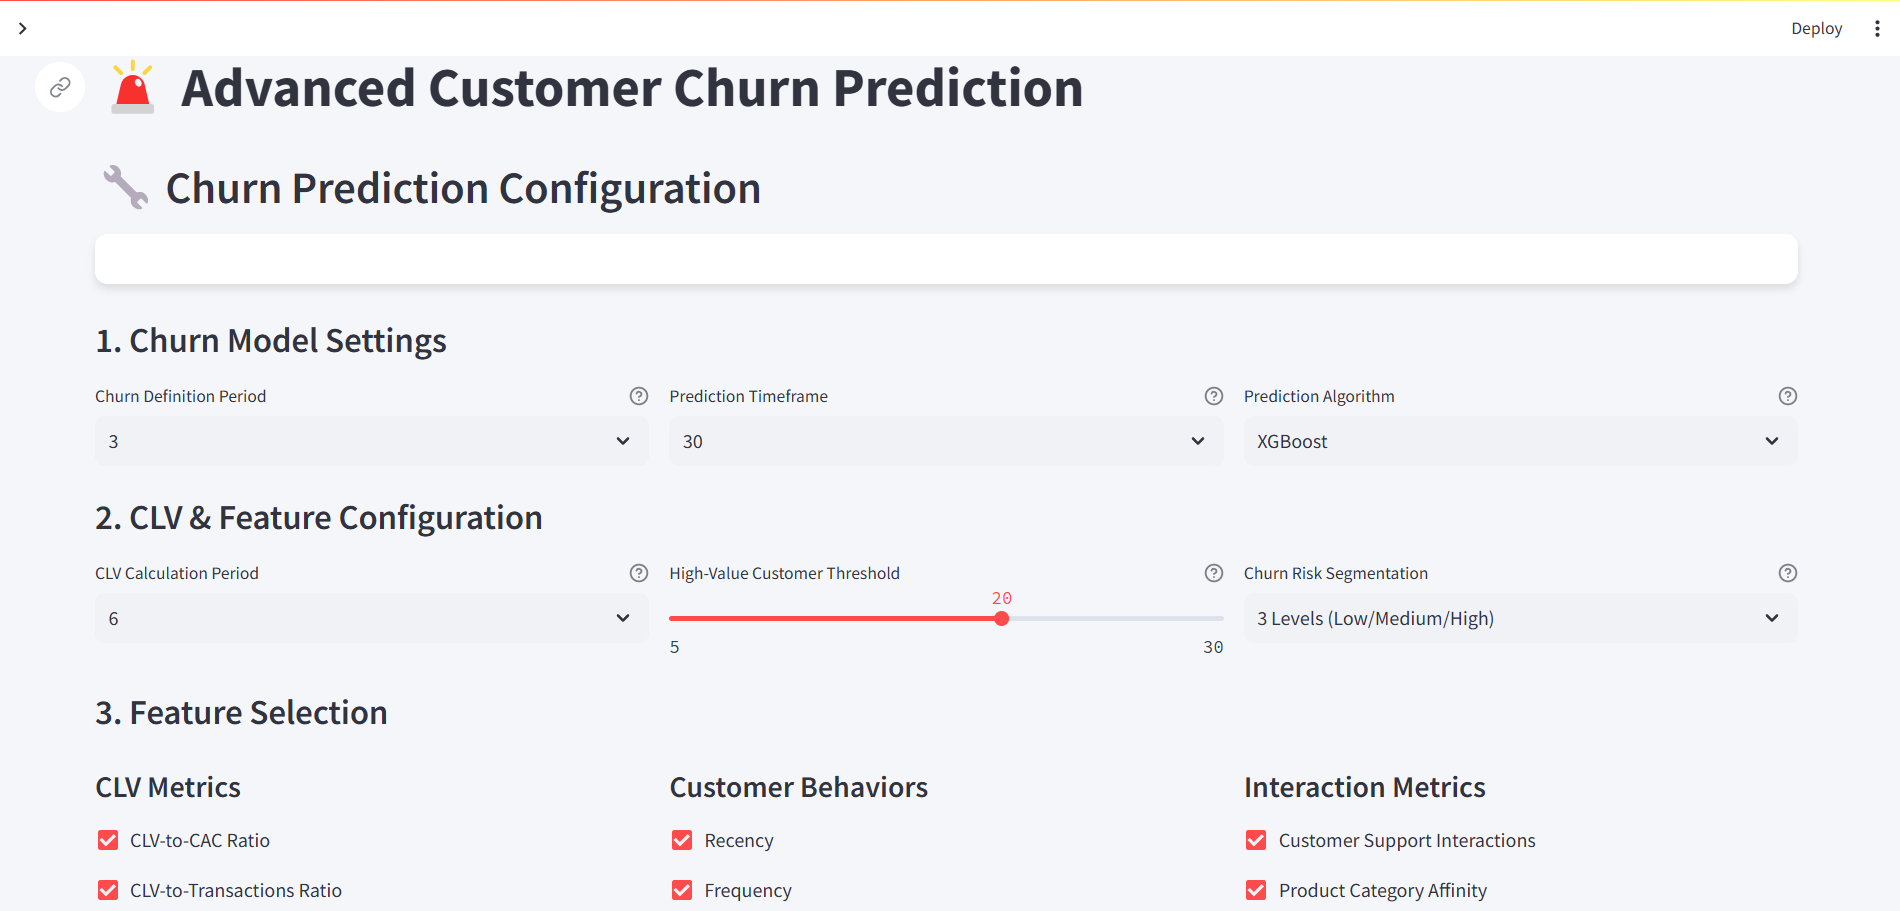 Deploy
Advanced Customer Churn Prediction
Churn Prediction Configuration
1. Churn Model Settings
Churn Definition Period
Prediction Timeframe
Prediction Algorithm
3
30
XGBoost
2. CLV & Feature Configuration
CLV Calculation Period
High-Value Customer Threshold
Churn Risk Segmentation
20
6
3 Levels (Low/Medium/High)
5
30
3. Feature Selection
CLV Metrics
Customer Behaviors
Interaction Metrics
CLV-to-CAC Ratio
Recency
Customer Support Interactions
CLV-to-Transactions Ratio
Frequency
Product Category Affinity